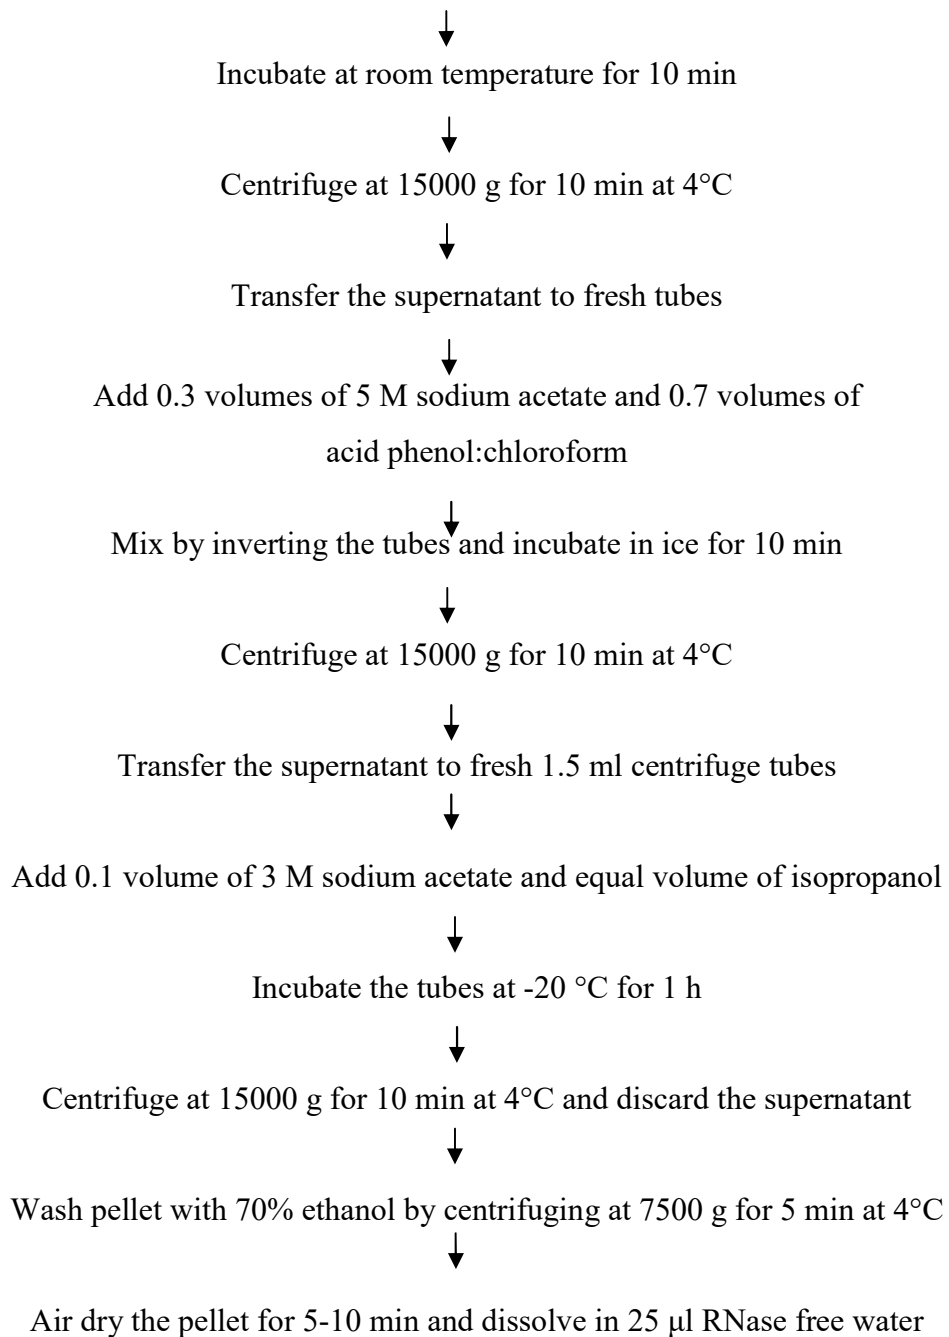 Incubate at room temperature for 10 min
Centrifuge at 15000 g for 10 min at 4°C
Transfer the supernatant to fresh tubes
Add 0.3 volumes of 5 M sodium acetate and 0.7 volumes of
acid phenol:chloroform
Mix by inverting the tubes and incubate in ice for 10 min
Centrifuge at 15000 g for 10 min at 4°C
Transfer the supernatant to fresh 1.5 ml centrifuge tubes
Add 0.1 volume of 3 M sodium acetate and equal volume of isopropanol
Incubate the tubes at -20 °C for 1 h
Centrifuge at 15000 g for 10 min at 4°C and discard the supernatant
Wash pellet with 70% ethanol by centrifuging at 7500 g for 5 min at 4°C
Air dry the pellet for 5-10 min and dissolve in 25 µl RNase free water